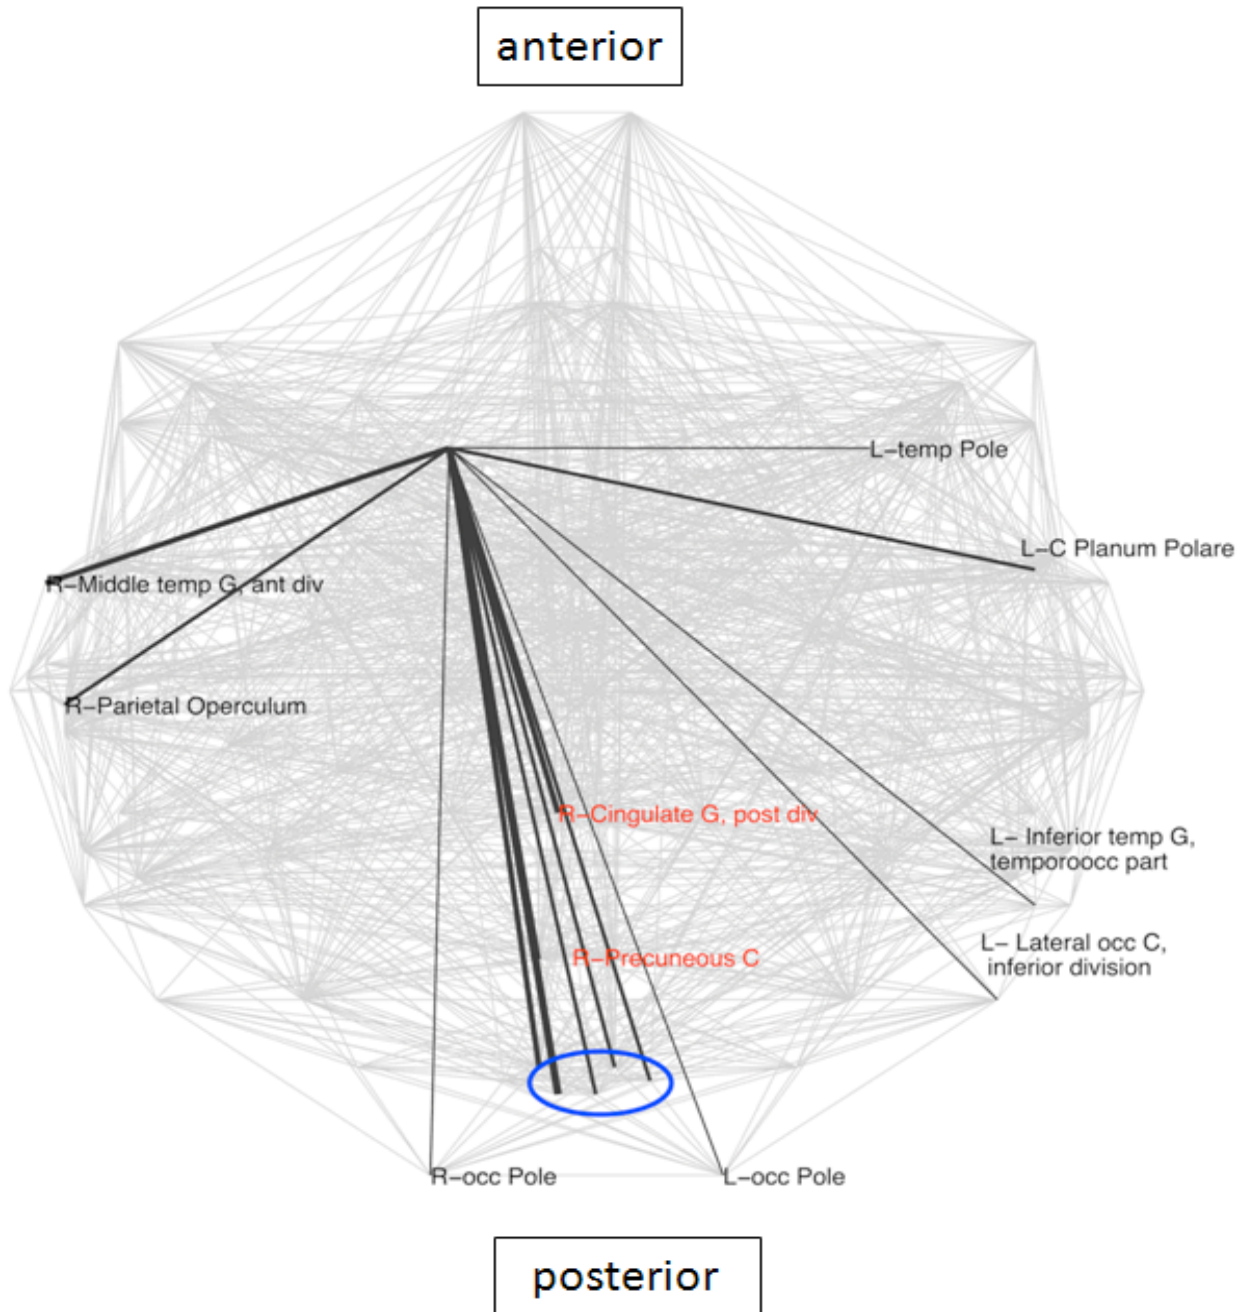 anterior
L-temp Pole
L-C Planum Polare
R-Middle temp G, ant div
R-Parietal Operculum
R-Cingulate G, post div
L- Inferior temp G,
temporoocc part
L- Lateral occ C,
inferior division
R-Precuneous C
R-occ Pole
L-occ Pole
posterior